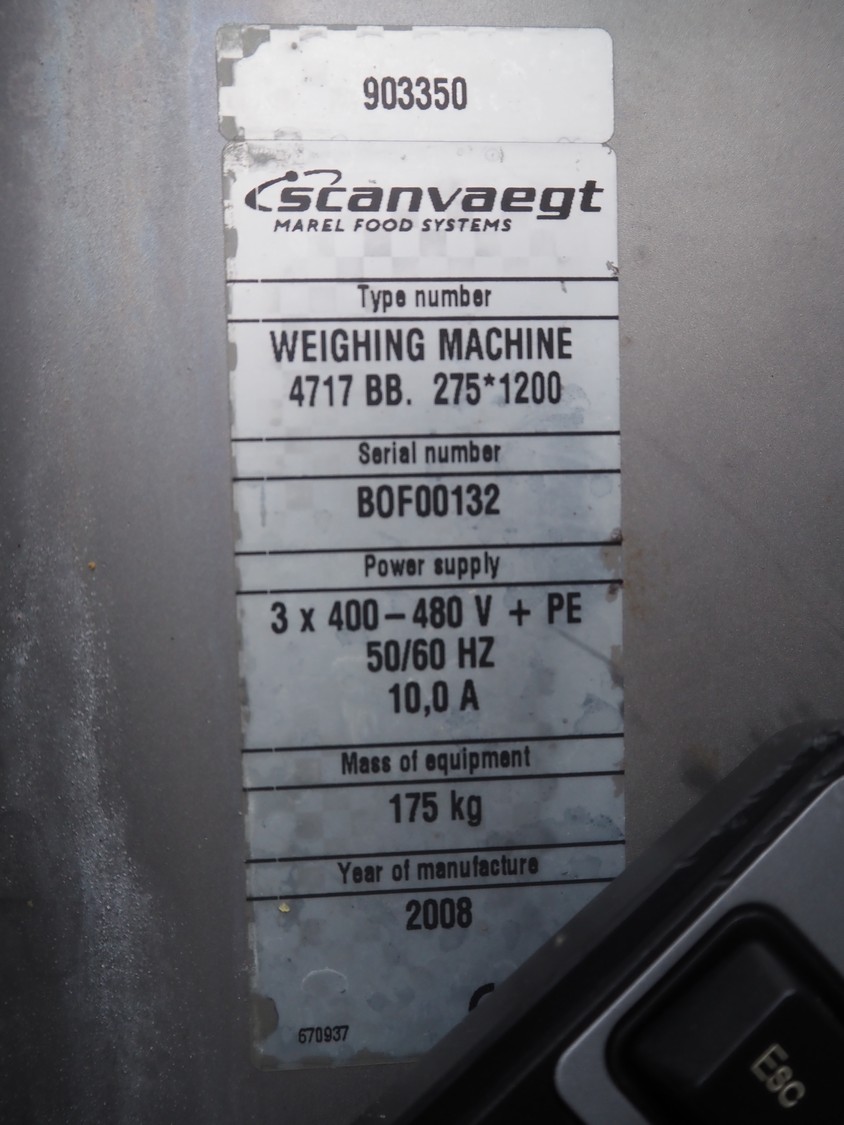 903350
scanvaegt
MAREL FOOD SYSTEMS
Type number
WEIGHING MACHINE
4717 BB. 275*1200
Serial number
BOF00132
Power supply
3 x 400-480 V + PE
50/60 HZ
10,0 A
Mass of equipment
175 kg
Year of manufacture
2008
670937
Esc